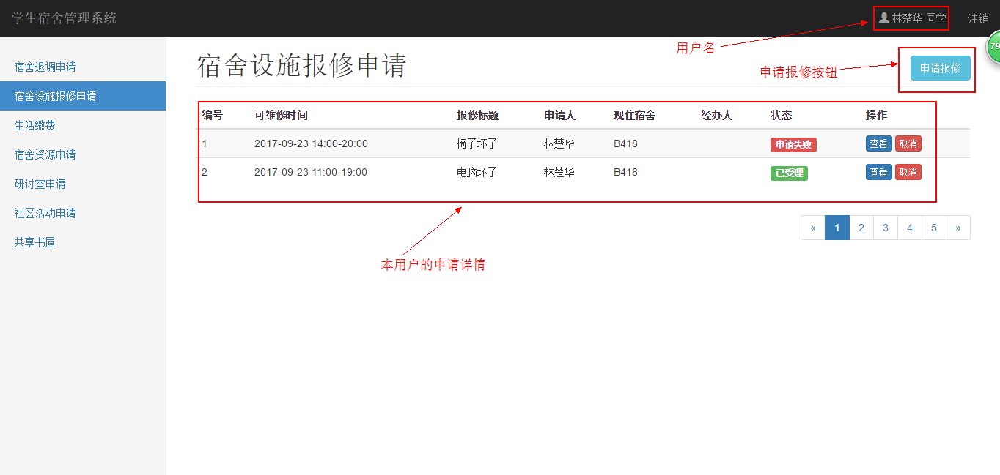 学生宿舍管理系统
林楚华 同学
注销
用户名
79
宿舍设施报修申请
申请报修按钮
申请报修
宿舍退调申请
宿舍设施报修申请
生活缴费
宿舍资源申请
研讨室申请
社区活动申请
共享书屋
编号 可维修时间 报修标题 申请人 现住宿舍 经办人 状态 操作
1 2017-09-23 14:00-20:00 椅子坏了 林楚华 B418 申请失败 查看 取消
2 2017-09-23 11:00-19:00 电脑坏了 林楚华 B418 已受理 查看 取消
« 1 2 3 4 5 »
本用户的申请详情